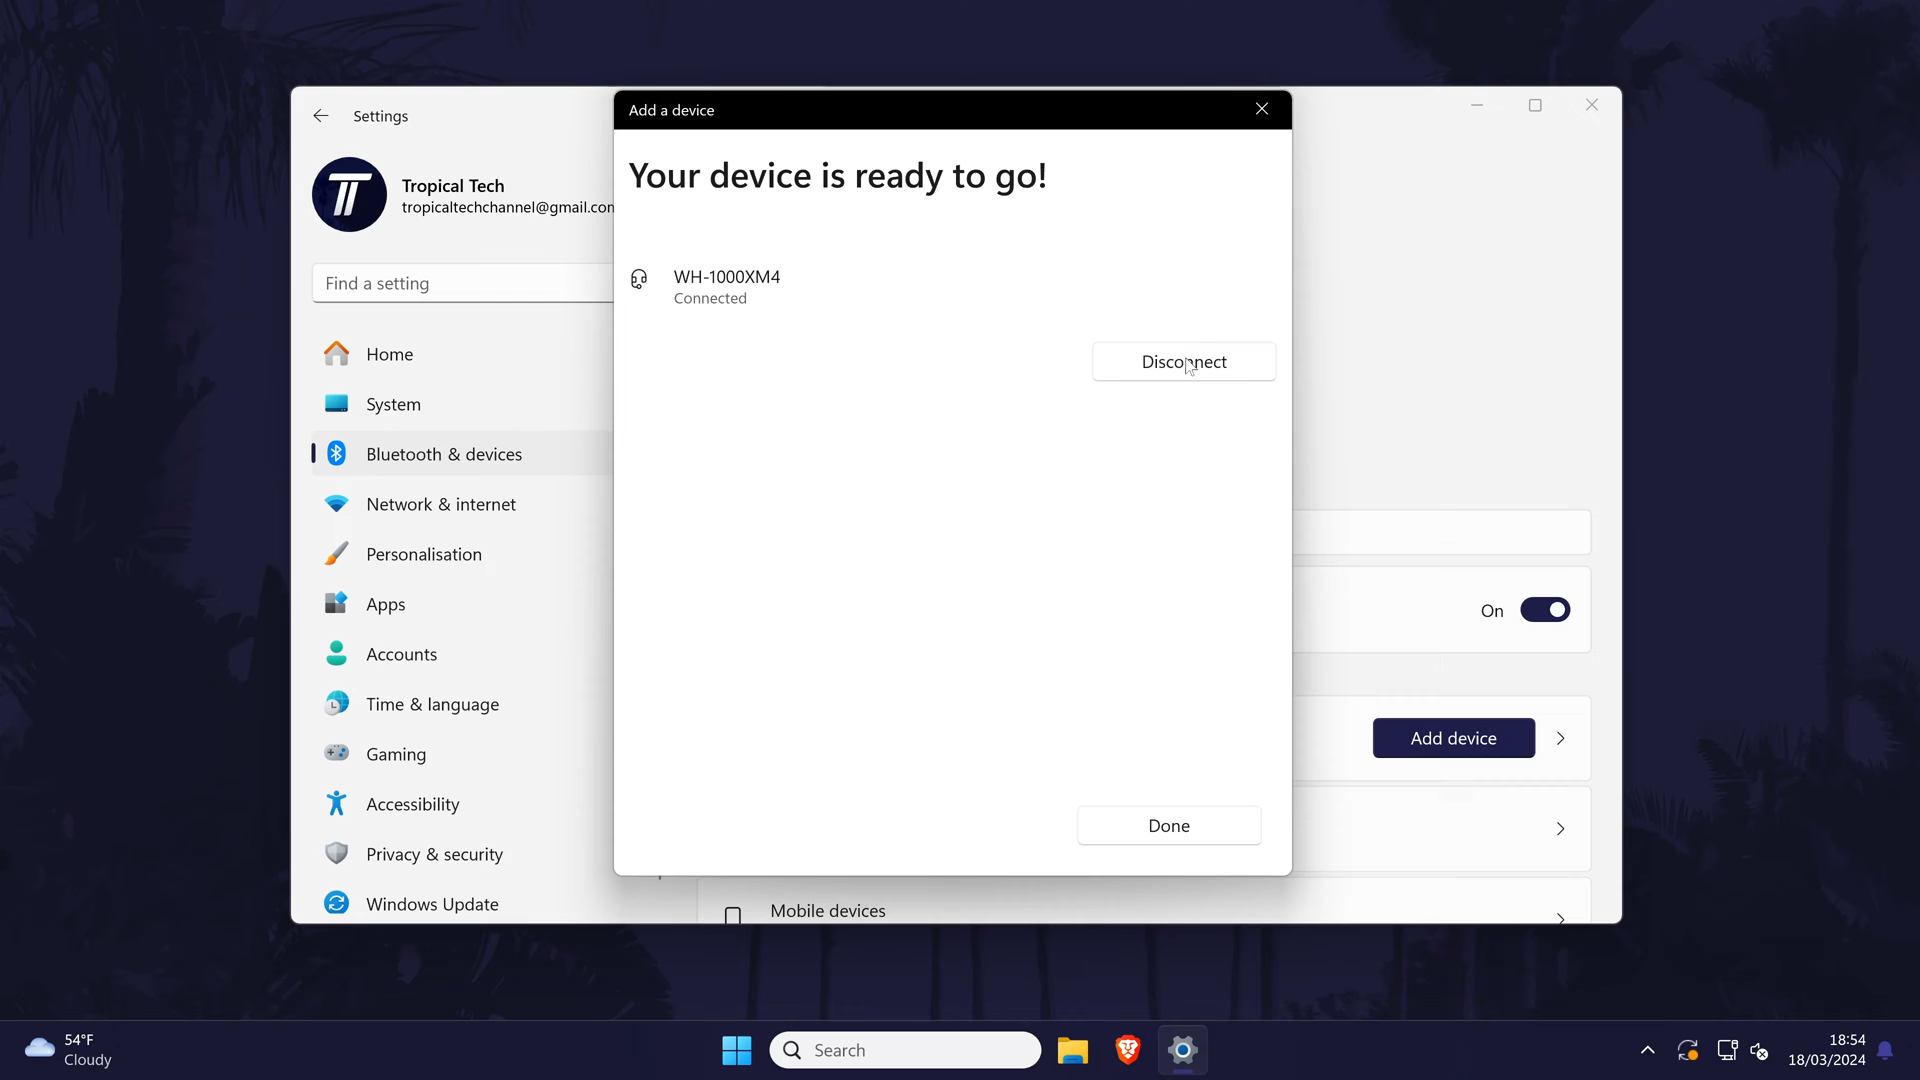 Settings
Tropical Tech
tropicaltechchannel@gmail.com
Find a setting
Home
System
Bluetooth & devices
Network & internet
Personalisation
Apps
Accounts
Time & language
Gaming
Accessibility
Privacy & security
Windows Update
Add a device
Your device is ready to go!
WH-1000XM4
Connected
Disconnect
Done
On
Add device
Mobile devices
54°F
Cloudy
Search
18:54
18/03/2024